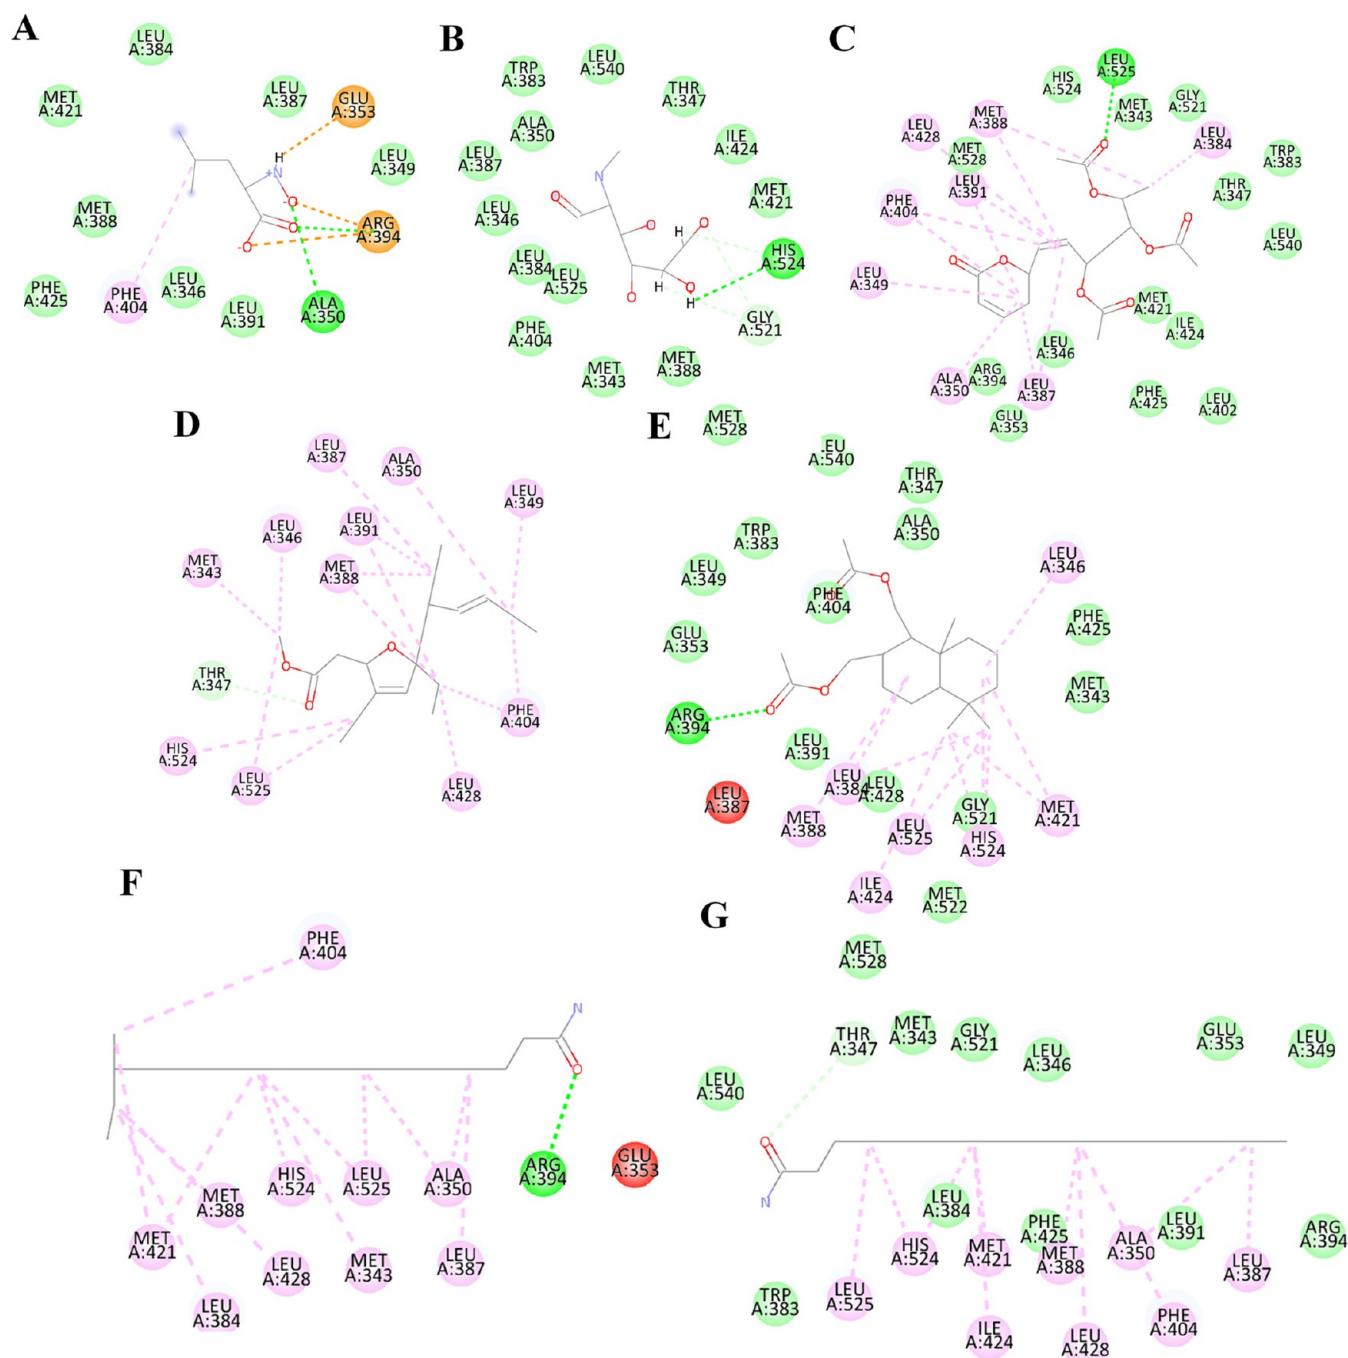 A
LEU
A:384
MET
A:421
LEU
A:387
GLU
A:353
LEU
A:349
MET
A:388
ARG
A:394
PHE
A:425
PHE
A:404
LEU
A:346
LEU
A:391
ALA
A:350
H
+N
O
-
O
O
-
B
TRP
A:383
LEU
A:540
THR
A:347
ALA
A:350
ILE
A:424
LEU
A:387
MET
A:421
LEU
A:346
HIS
A:524
LEU
A:384
LEU
A:525
GLY
A:521
PHE
A:404
MET
A:343
MET
A:388
N
O
O
O
H
O
H
O
H
C
LEU
A:525
HIS
A:524
MET
A:343
GLY
A:521
MET
A:388
LEU
A:428
LEU
A:384
MET
A:528
TRP
A:383
LEU
A:391
THR
A:347
PHE
A:404
LEU
A:540
LEU
A:349
MET
A:421
ILE
A:424
LEU
A:346
ARG
A:394
ALA
A:350
LEU
A:387
PHE
A:425
LEU
A:402
GLU
A:353
O
O
O
O
O
O
O
O
D
LEU
A:387
ALA
A:350
LEU
A:349
LEU
A:346
LEU
A:391
MET
A:343
MET
A:388
THR
A:347
PHE
A:404
HIS
A:524
LEU
A:525
LEU
A:428
O
O
O
E
MET
A:528
EU
A:540
THR
A:347
TRP
A:383
ALA
A:350
LEU
A:349
LEU
A:346
PHE
A:404
GLU
A:353
PHE
A:425
MET
A:343
ARG
A:394
LEU
A:391
LEU
A:384
LEU
A:428
LEU
A:387
MET
A:388
LEU
A:525
GLY
A:521
HIS
A:524
MET
A:421
ILE
A:424
MET
A:522
O
O
O
O
F
PHE
A:404
N
O
ARG
A:394
GLU
A:353
HIS
A:524
LEU
A:525
ALA
A:350
MET
A:388
MET
A:421
LEU
A:428
MET
A:343
LEU
A:387
LEU
A:384
G
MET
A:528
THR
A:347
MET
A:343
GLY
A:521
LEU
A:346
GLU
A:353
LEU
A:349
LEU
A:540
O
N
LEU
A:384
PHE
A:425
LEU
A:391
ARG
A:394
HIS
A:524
MET
A:421
MET
A:388
ALA
A:350
LEU
A:387
TRP
A:383
LEU
A:525
ILE
A:424
LEU
A:428
PHE
A:404